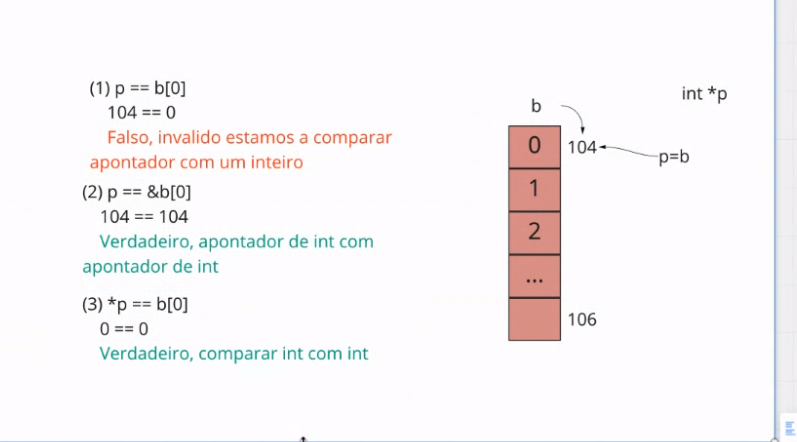 (1) p == b[0]
104 == 0
Falso, invalido estamos a comparar
apontador com um inteiro
(2) p == &b[0]
104 == 104
Verdadeiro, apontador de int com
apontador de int
(3) *p == b[0]
0 == 0
Verdadeiro, comparar int com int
int *p
b
0
104
p=b
1
2
...
106